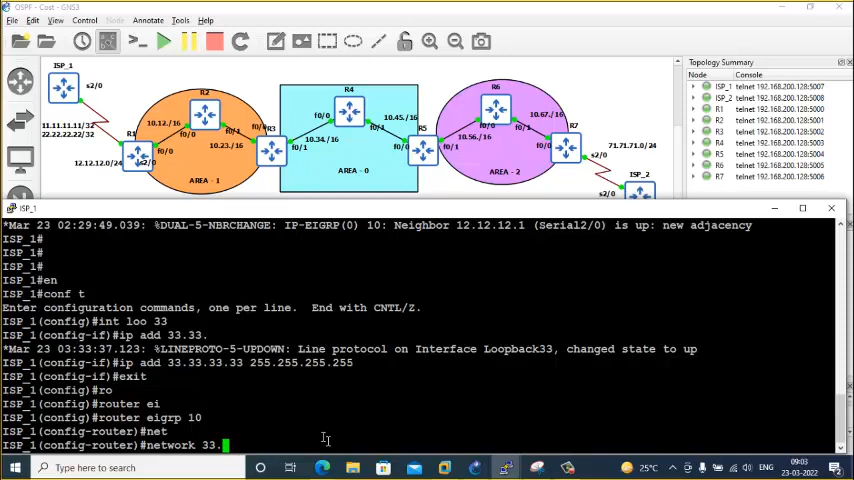 OSPF - Cost - GNS3
File Edit View Control Node Annotate Tools Help
ISP_1
s2/0
11.11.11.11/32
22.22.22.22/32
12.12.12.0/24
R1
s2/0
f0/0
10.12./16
R2
f0/0
f0/1
10.23./16
R3
f0/1
AREA - 1
10.34./16
R4
f0/0
f0/1
10.45./16
AREA - 0
R5
f0/0
f0/1
10.56./16
R6
f0/0
f0/1
10.67./16
R7
f0/0
AREA - 2
s2/0
71.71.71.0/24
s2/0
ISP_2
Topology Summary
Node Console
ISP_1 telnet 192.168.200.128:5007
ISP_2 telnet 192.168.200.128:5008
R1 telnet 192.168.200.128:5000
R2 telnet 192.168.200.128:5001
R3 telnet 192.168.200.128:5002
R4 telnet 192.168.200.128:5003
R5 telnet 192.168.200.128:5004
R6 telnet 192.168.200.128:5005
R7 telnet 192.168.200.128:5006
ISP_1
*Mar 23 02:29:49.039: %DUAL-5-NBRCHANGE: IP-EIGRP(0) 10: Neighbor 12.12.12.1 (Serial2/0) is up: new adjacency
ISP_1#
ISP_1#
ISP_1#
ISP_1#en
ISP_1#conf t
Enter configuration commands, one per line. End with CNTL/Z.
ISP_1(config)#int loo 33
ISP_1(config-if)#ip add 33.33.
*Mar 23 03:33:37.123: %LINEPROTO-5-UPDOWN: Line protocol on Interface Loopback33, changed state to up
ISP_1(config-if)#ip add 33.33.33.33 255.255.255.255
ISP_1(config-if)#exit
ISP_1(config)#ro
ISP_1(config)#router ei
ISP_1(config)#router eigrp 10
ISP_1(config-router)#net
ISP_1(config-router)#network 33.
Type here to search
25°C
ENG
09:03
23-03-2022